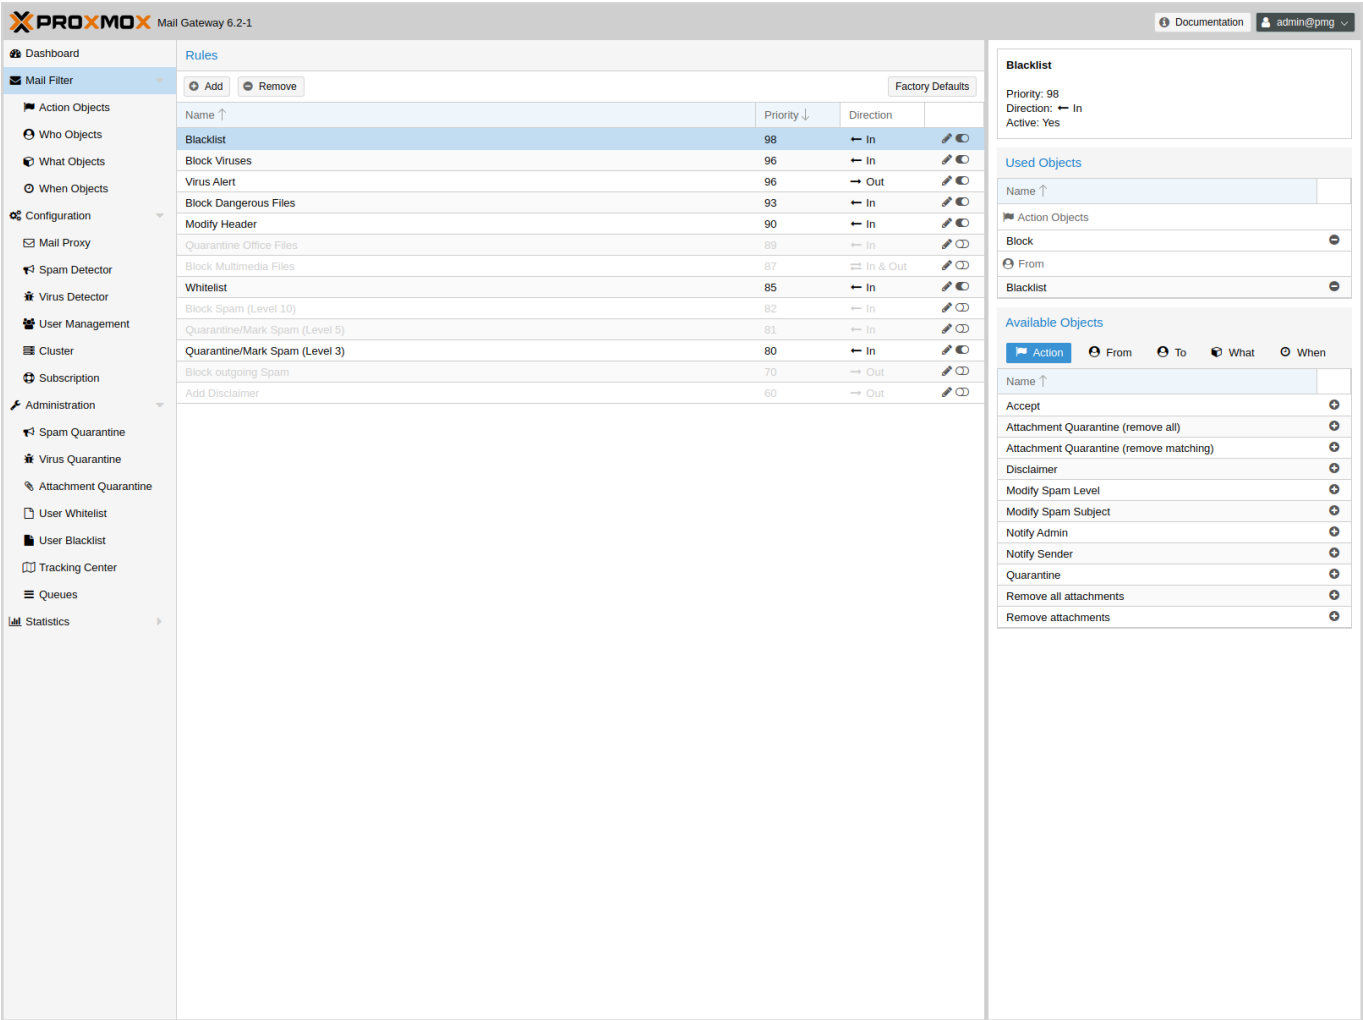 PROXMOX Mail Gateway 6.2-1 Documentation admin@pmg
Dashboard
Mail Filter
Action Objects
Who Objects
What Objects
When Objects
Configuration
Mail Proxy
Spam Detector
Virus Detector
User Management
Cluster
Subscription
Administration
Spam Quarantine
Virus Quarantine
Attachment Quarantine
User Whitelist
User Blacklist
Tracking Center
Queues
Statistics
Rules
Add Remove Factory Defaults
Name Priority Direction
Blacklist 98 In
Block Viruses 96 In
Virus Alert 96 Out
Block Dangerous Files 93 In
Modify Header 90 In
Quarantine Office Files 89 In
Block Multimedia Files 87 In & Out
Whitelist 85 In
Block Spam (Level 10) 82 In
Quarantine/Mark Spam (Level 5) 81 In
Quarantine/Mark Spam (Level 3) 80 In
Block outgoing Spam 70 Out
Add Disclaimer 60 Out
Blacklist
Priority: 98
Direction: In
Active: Yes
Used Objects
Name
Action Objects
Block
From
Blacklist
Available Objects
Action From To What When
Name
Accept
Attachment Quarantine (remove all)
Attachment Quarantine (remove matching)
Disclaimer
Modify Spam Level
Modify Spam Subject
Notify Admin
Notify Sender
Quarantine
Remove all attachments
Remove attachments